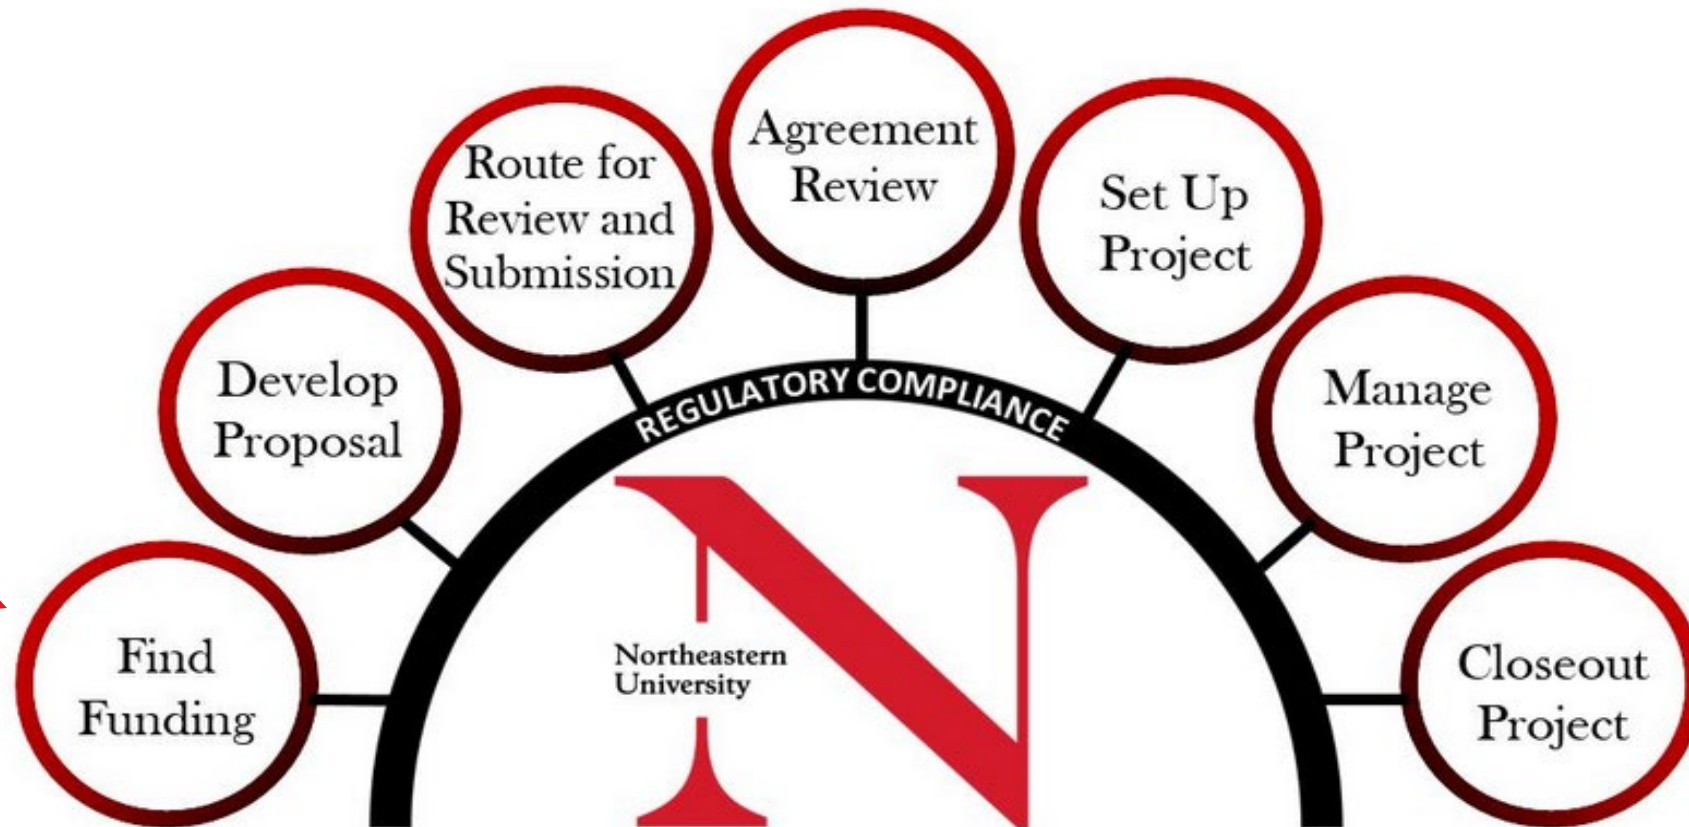 Find
Funding
Develop
Proposal
Route for
Review and
Submission
Agreement
Review
Set Up
Project
Manage
Project
Closeout
Project
REGULATORY COMPLIANCE
N
Northeastern
University